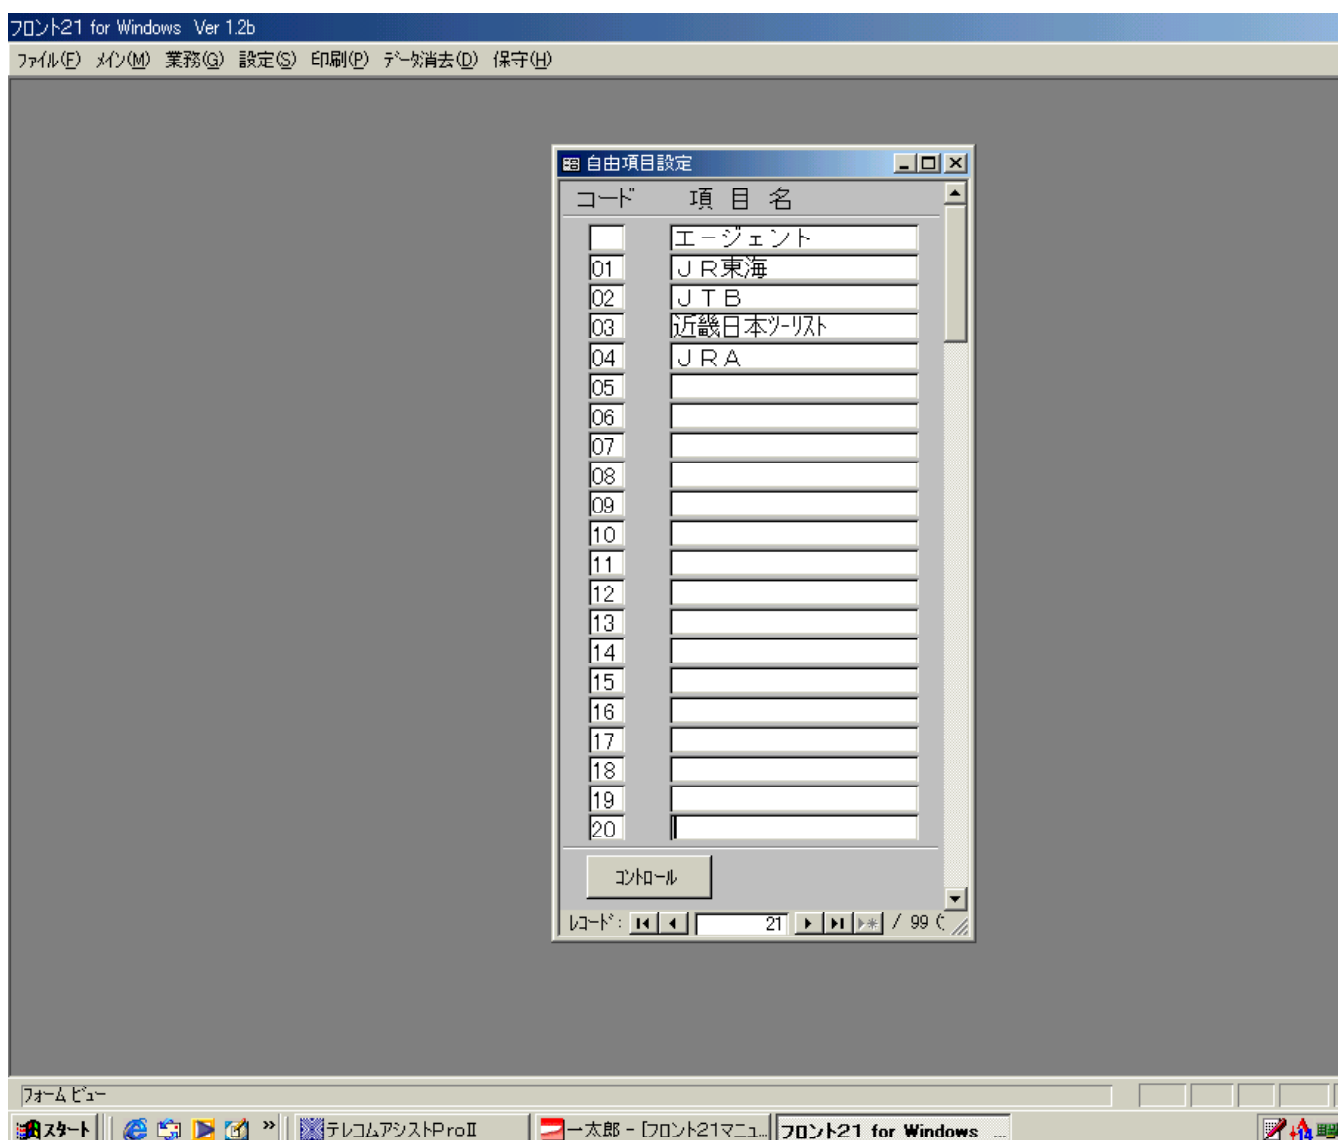 フロント21 for Windows Ver 1.2b
ファイル(F) メイン(M) 業務(G) 設定(S) 印刷(P) データ消去(D) 保守(H)
自由項目設定
コード 項 目 名
エージェント
01 JR東海
02 JTB
03 近畿日本ツーリスト
04 JRA
05
06
07
08
09
10
11
12
13
14
15
16
17
18
19
20
コントロール
レコード: 21 / 99
フォーム ビュー
スタート » テレコムアシストProⅡ 一太郎 - [フロント21マニュ... フロント21 for Windows ...